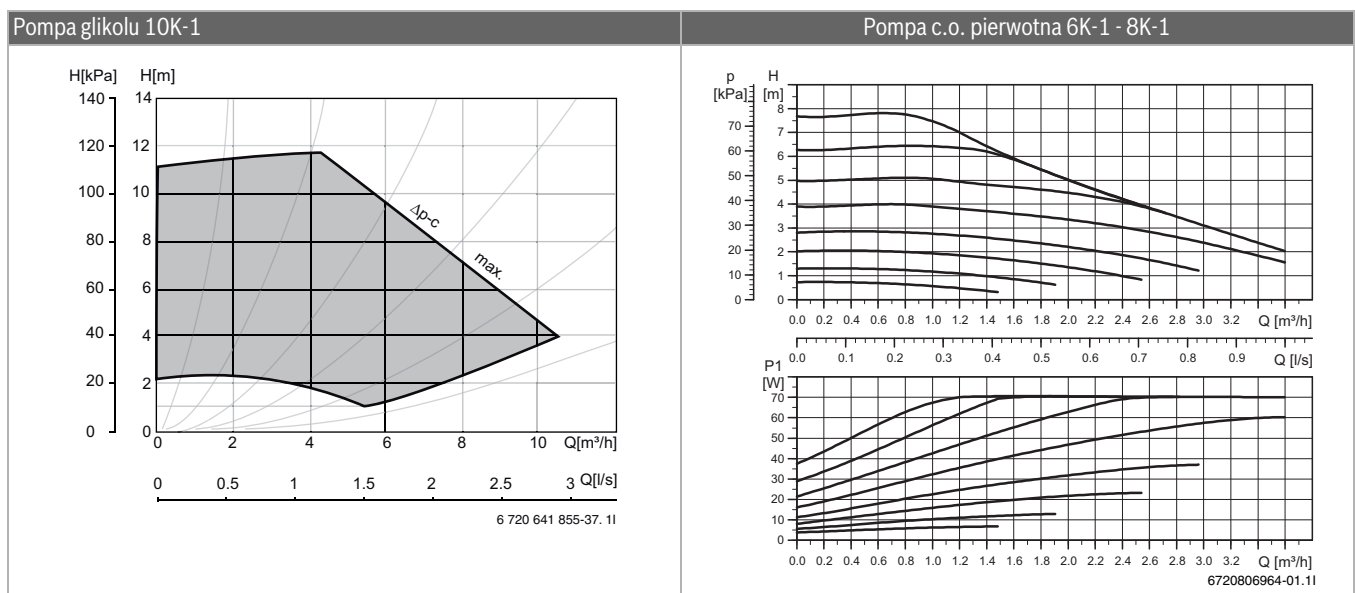 Pompa glikolu 10K-1
H[kPa] H[m]
140 14
120 12
100 10
80 8
60 6
40 4
20 2
0 0
Δp-c
max.
0 2 4 6 8 10 Q[m³/h]
0 0.5 1 1.5 2 2.5 3 Q[l/s]
6 720 641 855-37. 1I
Pompa c.o. pierwotna 6K-1 - 8K-1
p H
[kPa] [m]
8
70 7
60 6
50 5
40 4
30 3
20 2
10 1
0 0
0.0 0.2 0.4 0.6 0.8 1.0 1.2 1.4 1.6 1.8 2.0 2.2 2.4 2.6 2.8 3.0 3.2 Q [m³/h]
0.0 0.1 0.2 0.3 0.4 0.5 0.6 0.7 0.8 0.9 Q [l/s]
P1
[W]
70
60
50
40
30
20
10
0
0.0 0.2 0.4 0.6 0.8 1.0 1.2 1.4 1.6 1.8 2.0 2.2 2.4 2.6 2.8 3.0 3.2 Q [m³/h]
6720806964-01.1I